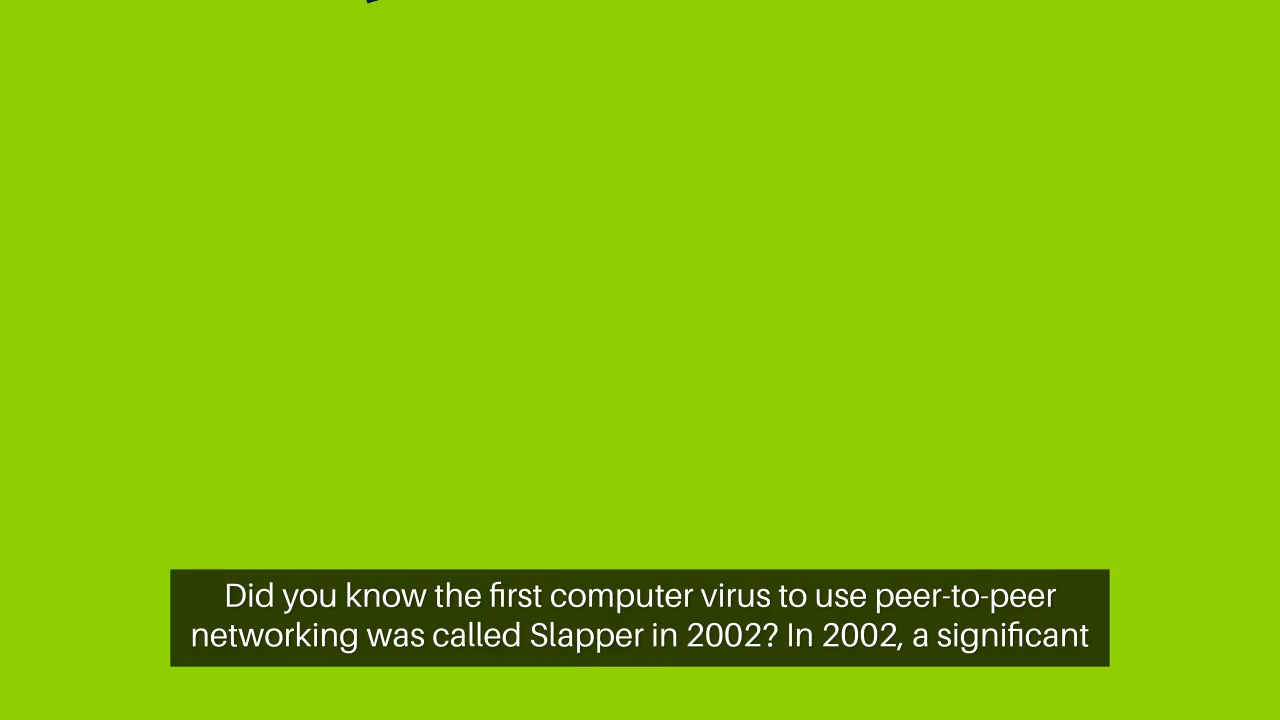 Did you know the first computer virus to use peer-to-peer
networking was called Slapper in 2002? In 2002, a significant